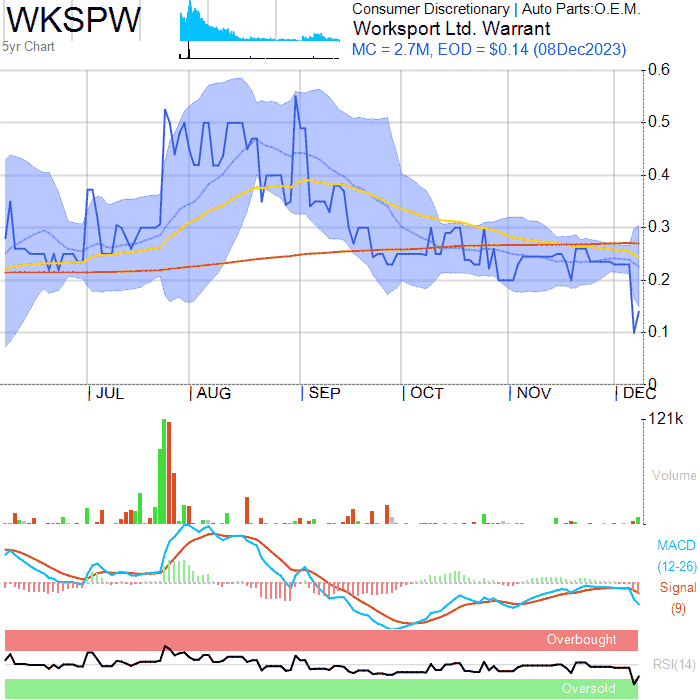 WKSPW
5yr Chart
Consumer Discretionary | Auto Parts:O.E.M.
Worksport Ltd. Warrant
MC = 2.7M, EOD = $0.14 (08Dec2023)
0.6
0.5
0.4
0.3
0.2
0.1
0
JUL AUG SEP OCT NOV DEC
121k
Volume
MACD
(12-26)
Signal
(9)
Overbought
RSI(14)
Oversold